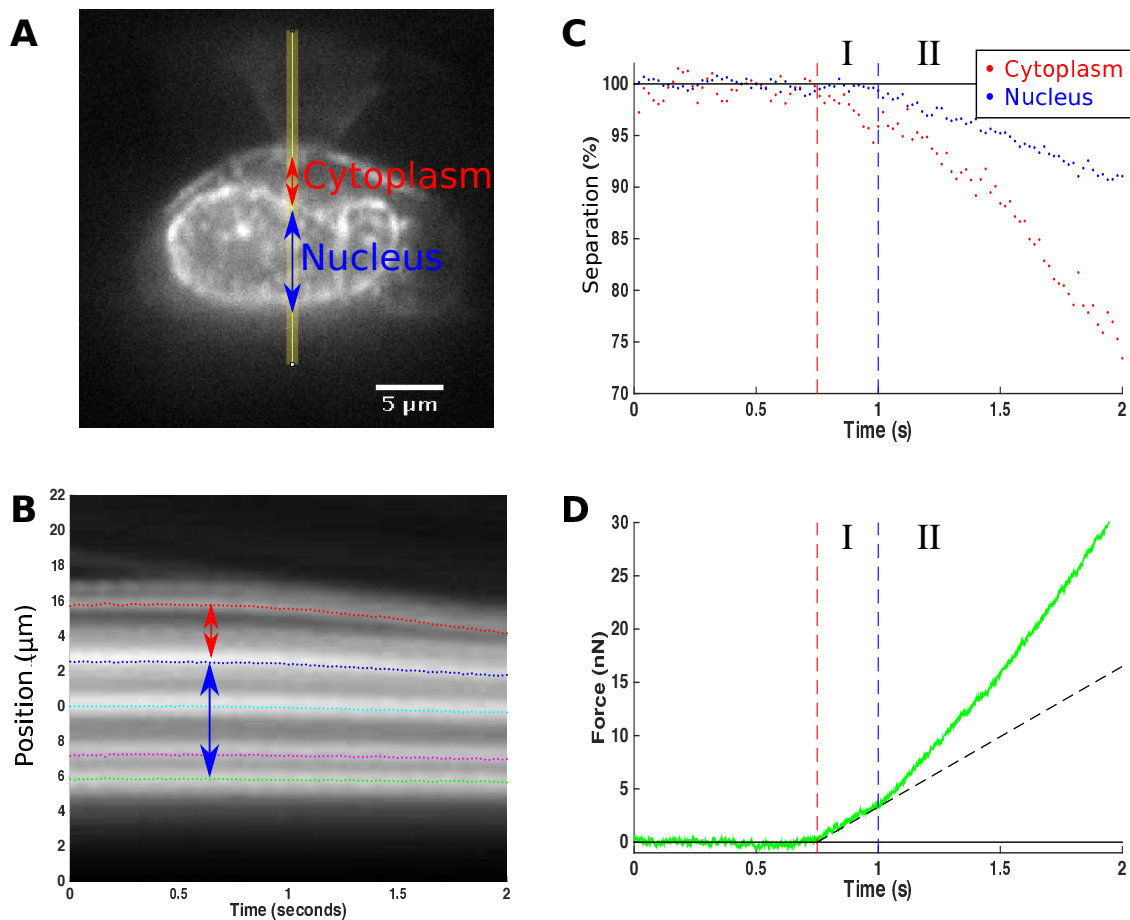 A
Cytoplasm
Nucleus
5 µm
B
22
20
18
16
4
2
0
8
6
4
2
0
Position (µm)
0
0.5
1
1.5
2
Time (seconds)
C
I
II
Cytoplasm
Nucleus
100
95
90
85
80
75
70
Separation (%)
0
0.5
1
1.5
2
Time (s)
D
I
II
30
25
20
15
10
5
0
Force (nN)
0
0.5
1
1.5
2
Time (s)